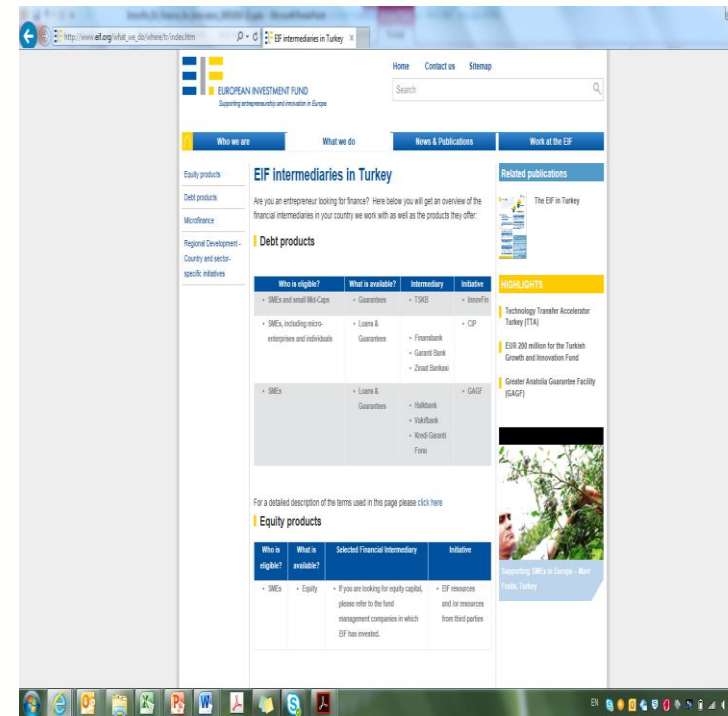 http://www.eif.org/what_we_do/where/tr/index.htm
EIF intermediaries in Turkey
Home Contact us Sitemap
EUROPEAN INVESTMENT FUND
Supporting entrepreneurship and innovation in Europe
Search
Who we are What we do News & Publications Work at the EIF
Equity products
Debt products
Microfinance
Regional Development -
Country and sector-
specific initiatives
EIF intermediaries in Turkey
Are you an entrepreneur looking for finance? Here below you will get an overview of the
financial intermediaries in your country we work with as well as the products they offer:
Debt products
Who is eligible? What is available? Intermediary Initiative
SMEs and small Mid-Caps Guarantees TSKB InnovFin
SMEs, including micro- Loans & CIP
enterprises and individuals Guarantees Finansbank
Garanti Bank
Ziraat Bankasi
SMEs Loans & GAGF
Guarantees Halkbank
Vakifbank
Kredi Garanti
Fonu
For a detailed description of the terms used in this page please click here
Equity products
Who is What is Selected Financial Intermediary Initiative
eligible? available?
SMEs Equity If you are looking for equity capital, EIF resources
please refer to the fund and /or resources
management companies in which from third parties
EIF has invested.
Related publications
The EIF in Turkey
HIGHLIGHTS
Technology Transfer Accelerator
Turkey (TTA)
EUR 200 million for the Turkish
Growth and Innovation Fund
Greater Anatolia Guarantee Facility
(GAGF)
Supporting SMEs in Europe - Mavi
Fruits, Turkey
EN